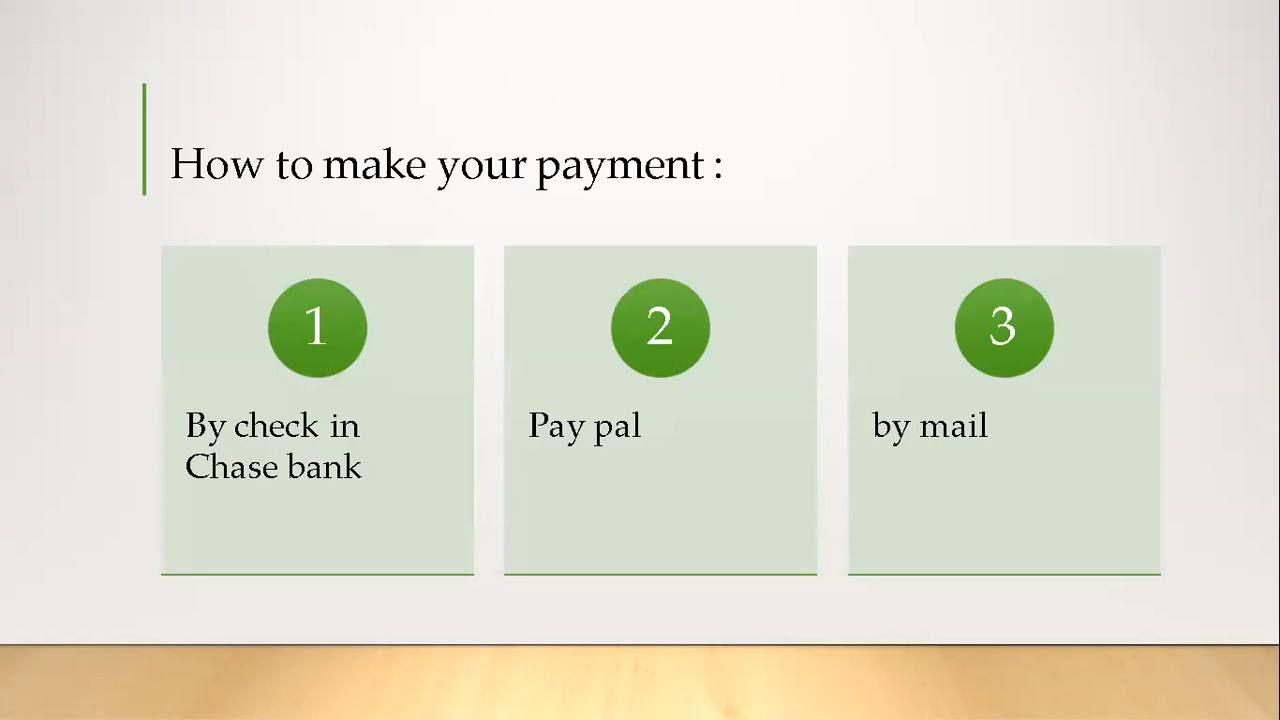 How to make your payment :
1
By check in
Chase bank
2
Pay pal
3
by mail